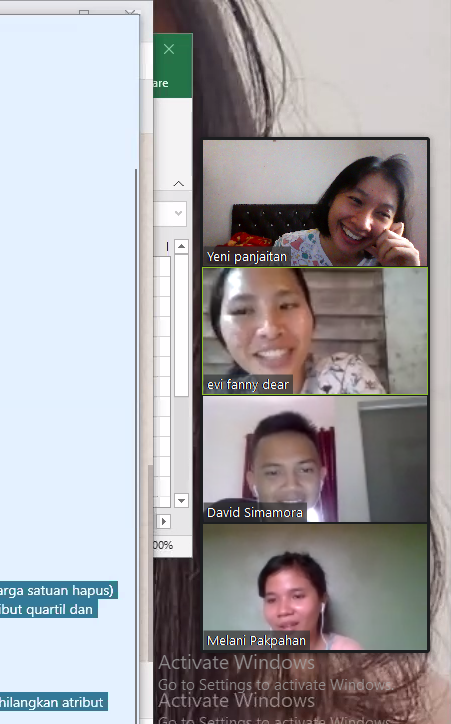 are
Yeni panjaitan
evi fanny dear
David Simamora
00%
arga satuan hapus)
ibut quartil dan
Melani Pakpahan
Activate Windows
Go to Settings to activate Windows.
hilangkan atribut
Activate Windows
Go to Settings to activate Windows.